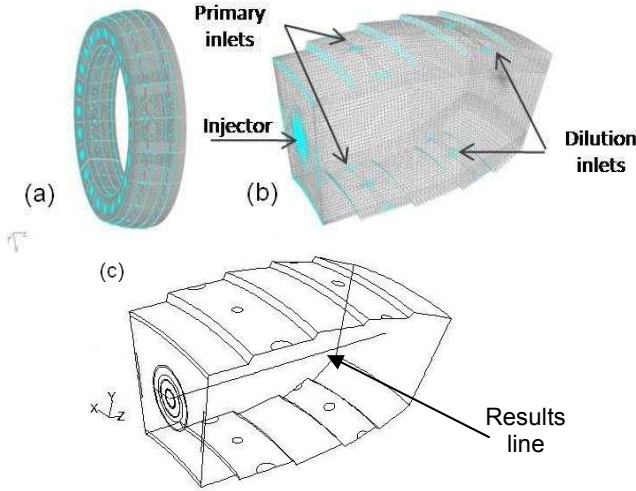 Primary
inlets
Injector
Dilution
inlets
(a)
(b)
(c)
Y
X
Z
Results
line